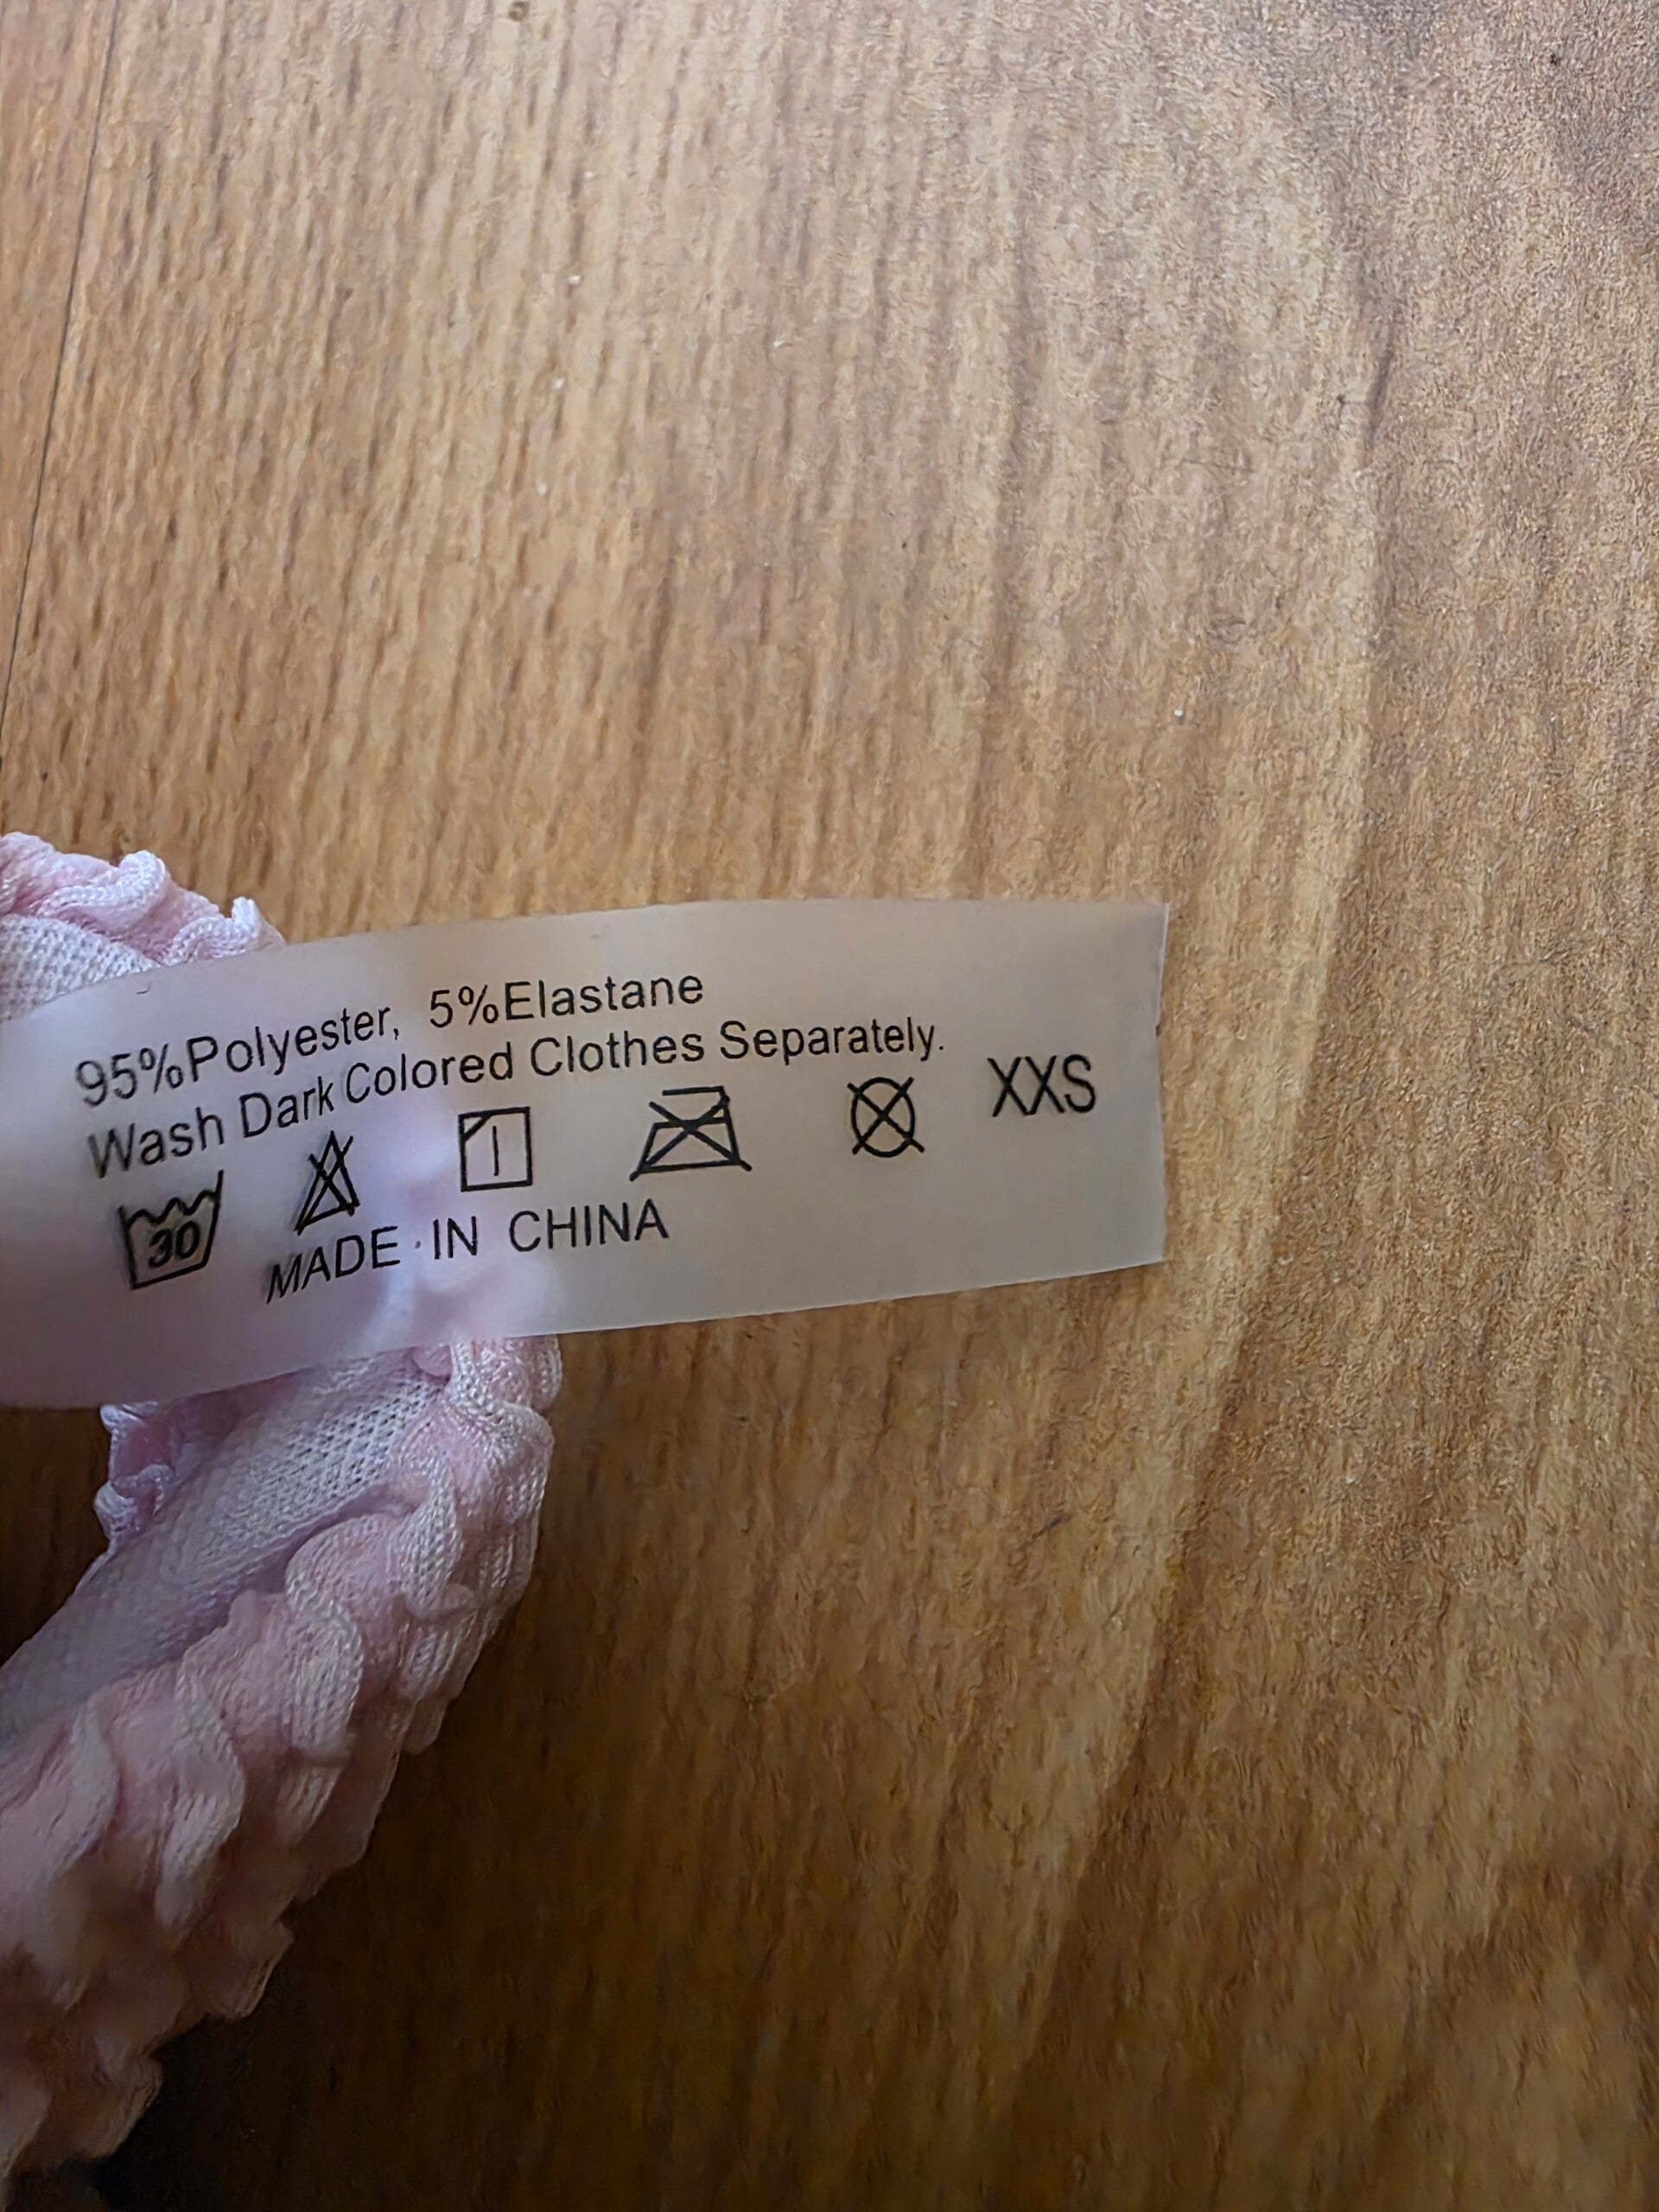 95%Polyester, 5%Elastane
Wash Dark Colored Clothes Separately.
30
XXS
MADE IN CHINA